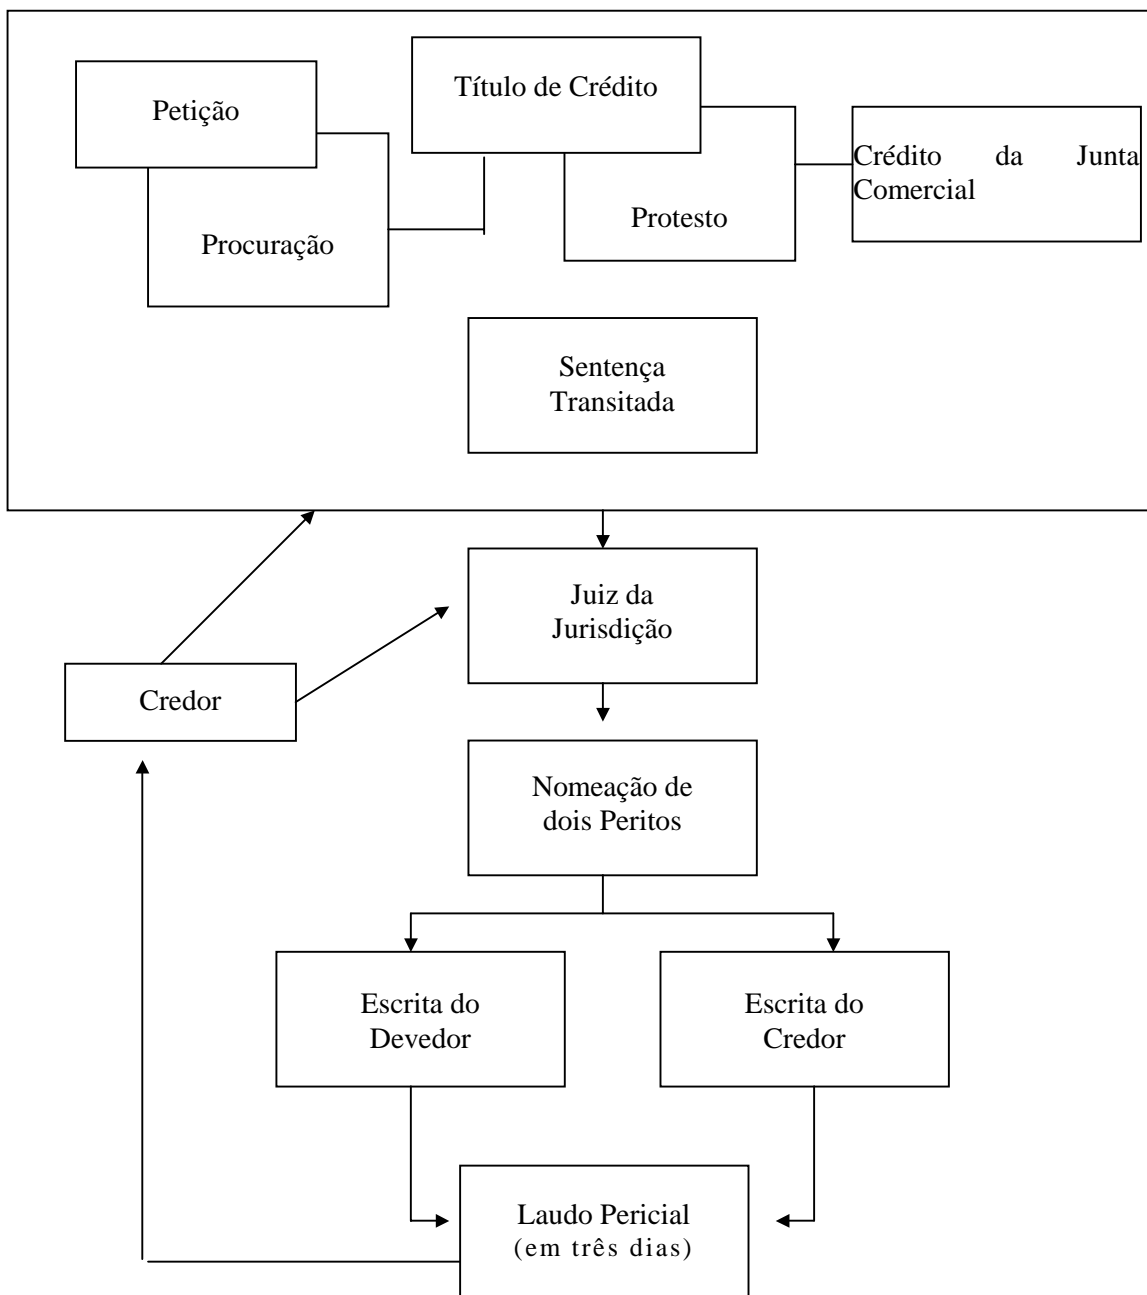 Petição
Título de Crédito
Crédito da Junta
Comercial
Procuração
Protesto
Sentença
Transitada
Juiz da
Jurisdição
Credor
Nomeação de
dois Peritos
Escrita do
Devedor
Escrita do
Credor
Laudo Pericial
(em três dias)